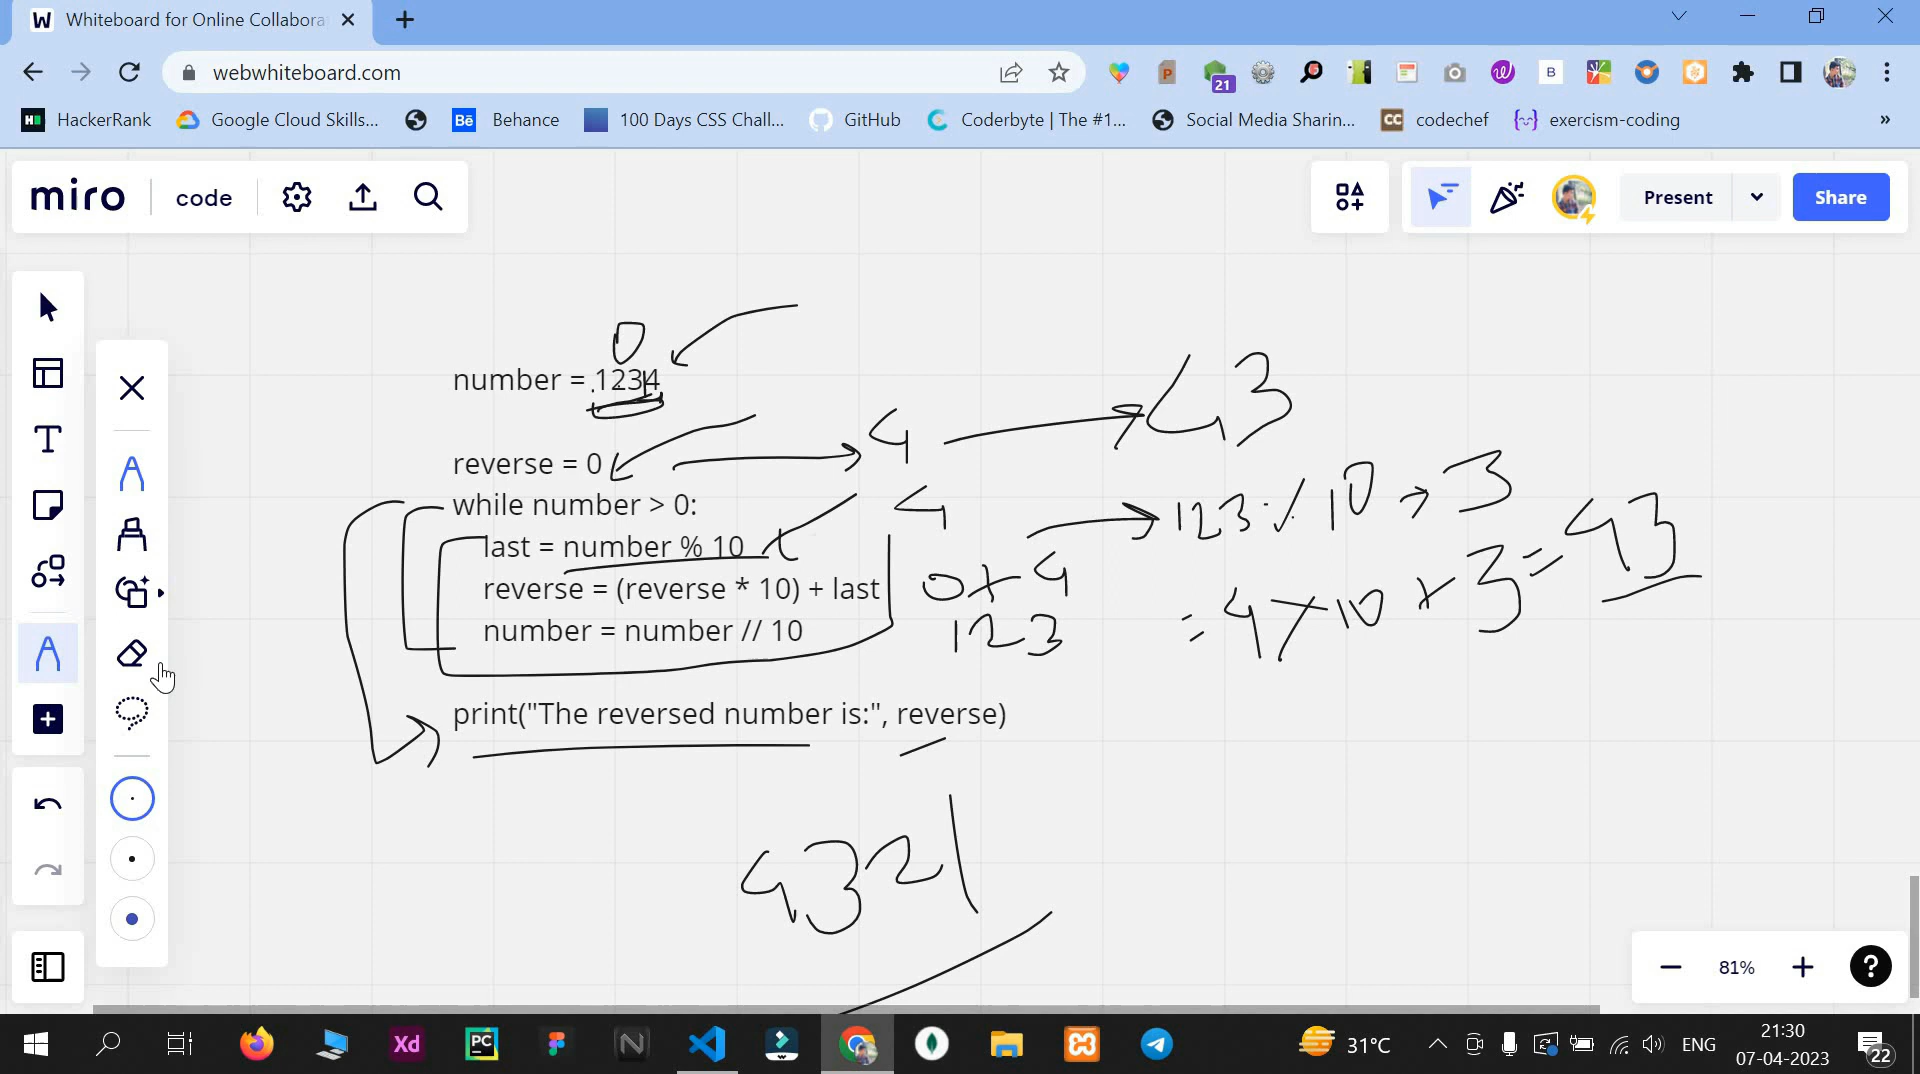 Whiteboard for Online Collabora
webwhiteboard.com
21
HackerRank
Google Cloud Skills...
Behance
100 Days CSS Chall...
GitHub
Coderbyte | The #1...
Social Media Sharin...
codechef
exercism-coding
»
miro
code
Present
Share
0
number = 1234
4
43
reverse = 0
while number > 0:
4
123 % 10 → 3
last = number % 10
reverse = (reverse * 10) + last
0 + 4
= 4 × 10 + 3 = 43
number = number // 10
123
print("The reversed number is:", reverse)
4321
81%
31°C
ENG
21:30
07-04-2023
22